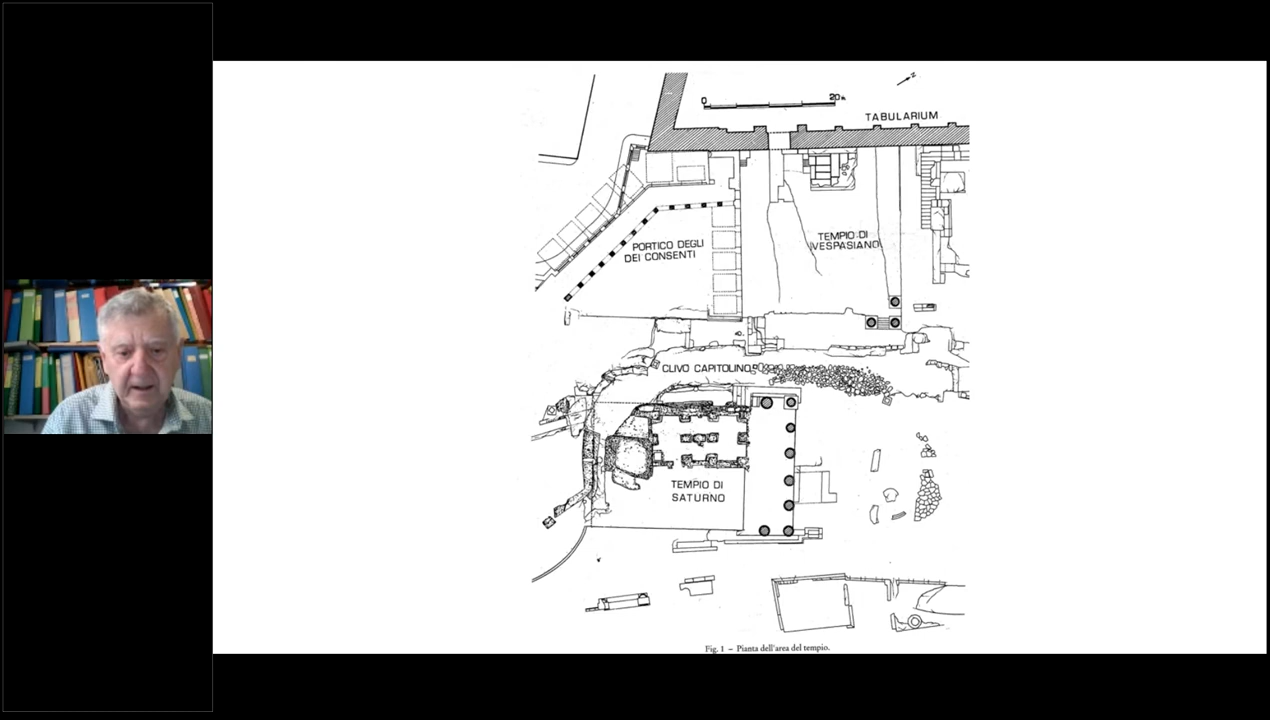 N
0
20 m.
TABULARIUM
PORTICO DEGLI
DEI CONSENTI
TEMPIO DI
VESPASIANO
CLIVO CAPITOLINO
TEMPIO DI
SATURNO
Fig. 1 – Pianta dell'area del tempio.